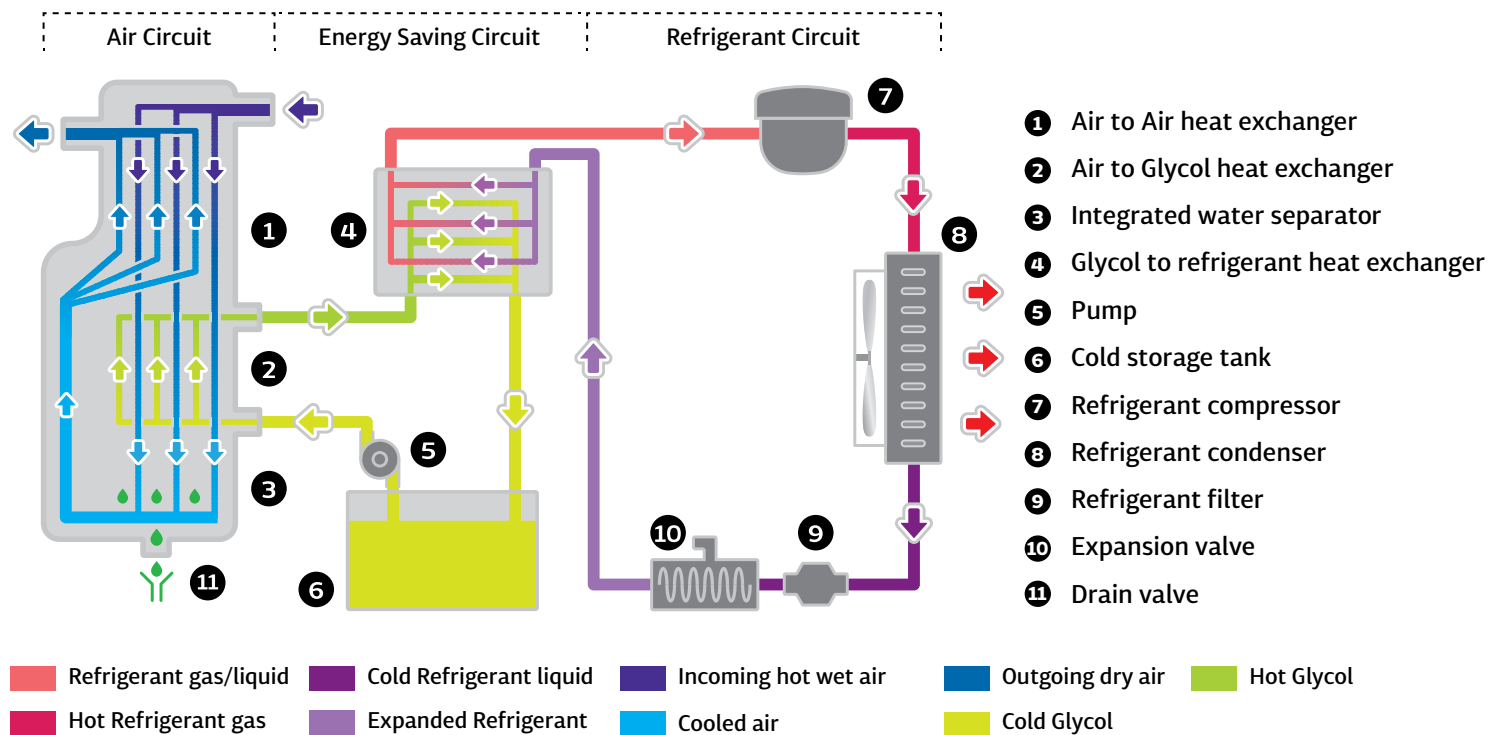 Air Circuit
Energy Saving Circuit
Refrigerant Circuit
7
1
4
8
2
5
3
10
9
6
11
1 Air to Air heat exchanger
2 Air to Glycol heat exchanger
3 Integrated water separator
4 Glycol to refrigerant heat exchanger
5 Pump
6 Cold storage tank
7 Refrigerant compressor
8 Refrigerant condenser
9 Refrigerant filter
10 Expansion valve
11 Drain valve
Refrigerant gas/liquid
Cold Refrigerant liquid
Incoming hot wet air
Outgoing dry air
Hot Glycol
Hot Refrigerant gas
Expanded Refrigerant
Cooled air
Cold Glycol